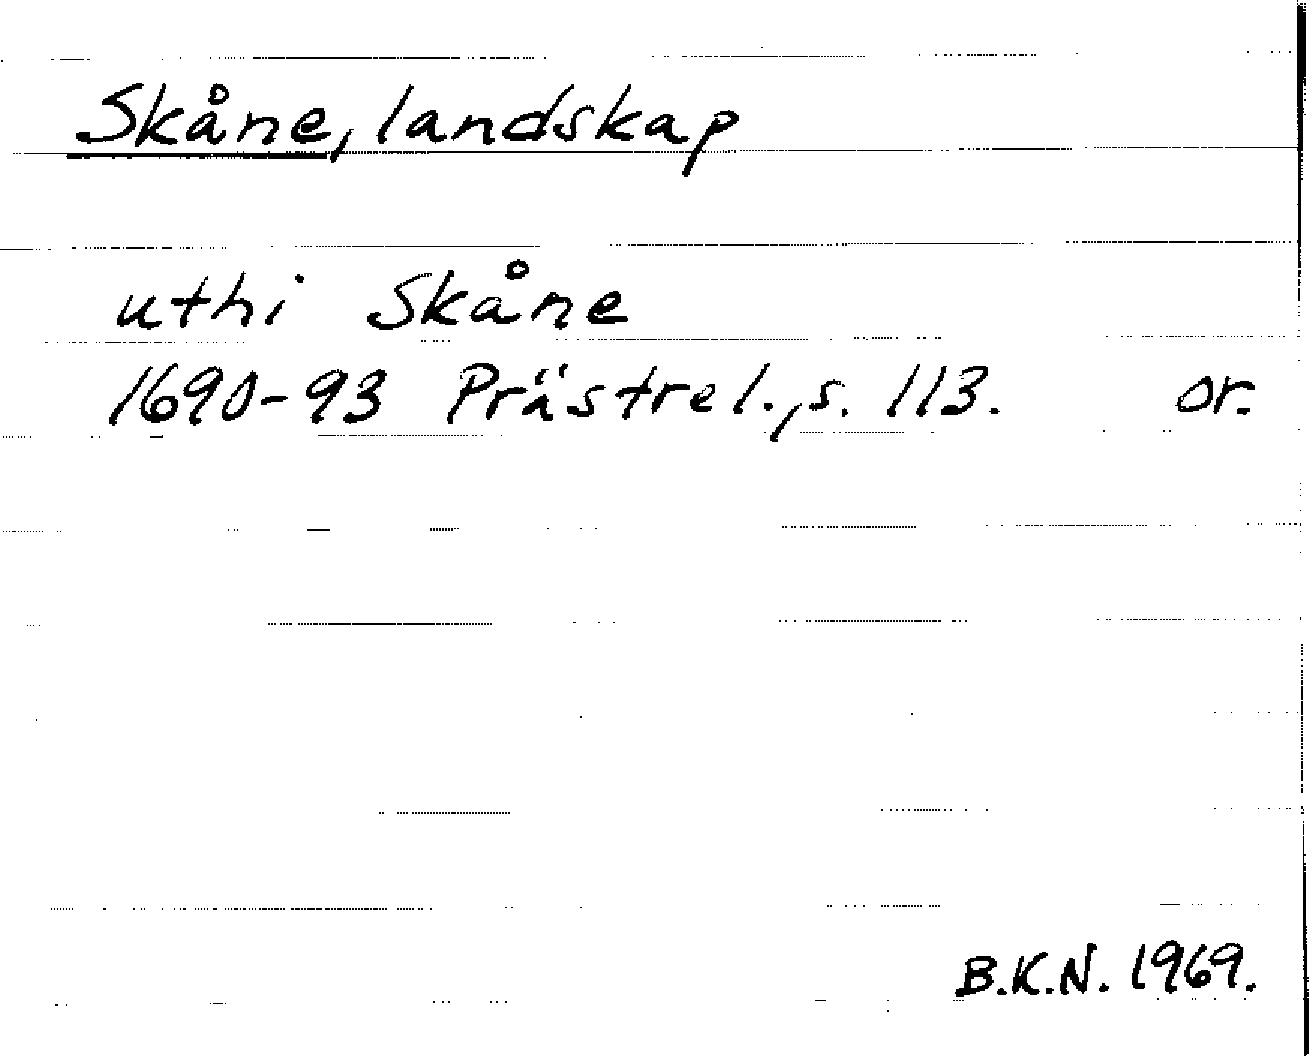 Skåne, landskap
uthi Skåne
1690-93 Prästrel., s. 113. or.
B.K.N. 1969.